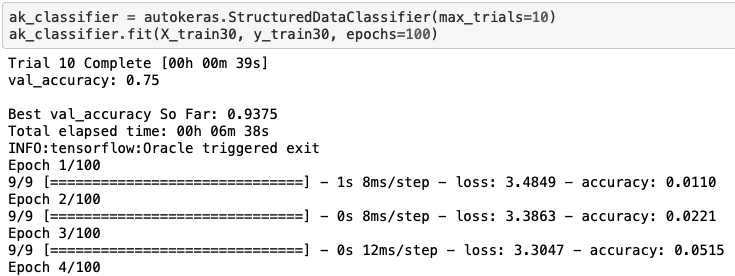 ak_classifier = autokeras.StructuredDataClassifier(max_trials=10)
ak_classifier.fit(X_train30, y_train30, epochs=100)
Trial 10 Complete [00h 00m 39s]
val_accuracy: 0.75
Best val_accuracy So Far: 0.9375
Total elapsed time: 00h 06m 38s
INFO:tensorflow:Oracle triggered exit
Epoch 1/100
9/9 [==============================] - 1s 8ms/step - loss: 3.4849 - accuracy: 0.0110
Epoch 2/100
9/9 [==============================] - 0s 8ms/step - loss: 3.3863 - accuracy: 0.0221
Epoch 3/100
9/9 [==============================] - 0s 12ms/step - loss: 3.3047 - accuracy: 0.0515
Epoch 4/100